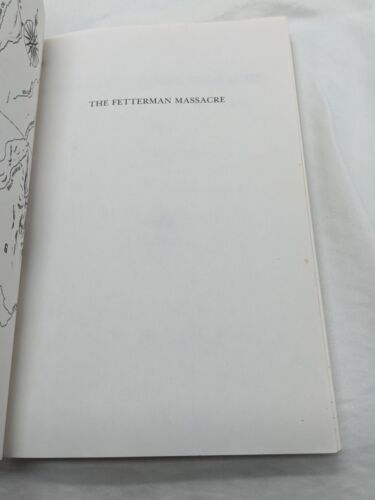 THE FETTERMAN MASSACRE